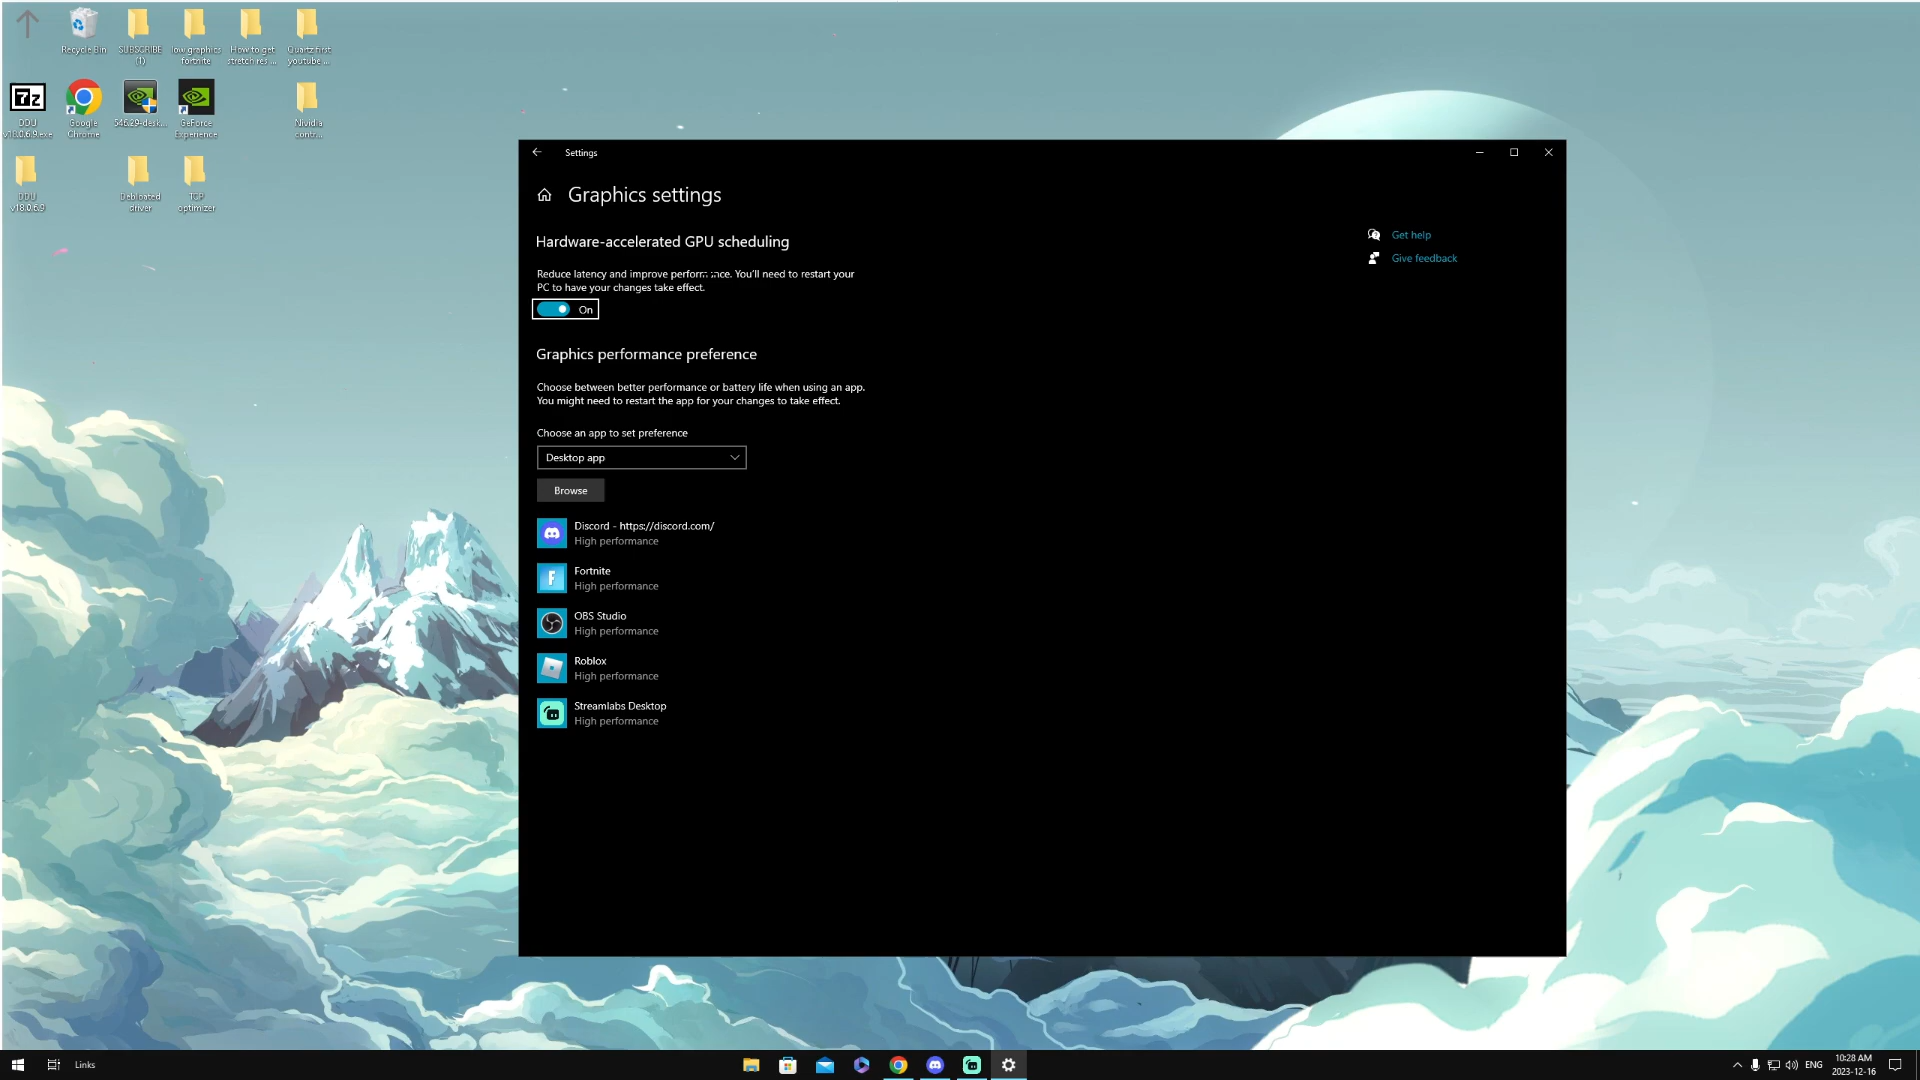 Recycle Bin
SUBSCRIBE
(1)
low graphics
fortnite
How to get
stretch res ...
Quartz first
youtube ...
DDU
v18.0.6.9.exe
Google
Chrome
546.29-desk...
GeForce
Experience
Nividia
contr...
DDU
v18.0.6.9
Debloated
driver
TCP
optimizer
Settings
Graphics settings
Hardware-accelerated GPU scheduling
Reduce latency and improve You'll need to restart your
PC to have your changes take effect.
On
Get help
Give feedback
Graphics performance preference
Choose between better performance or battery life when using an app.
You might need to restart the app for your changes to take effect.
Choose an app to set preference
Desktop app
Browse
Discord - https://discord.com/
High performance
Fortnite
High performance
OBS Studio
High performance
Roblox
High performance
Streamlabs Desktop
High performance
Links
ENG
10:28 AM
2023-12-16